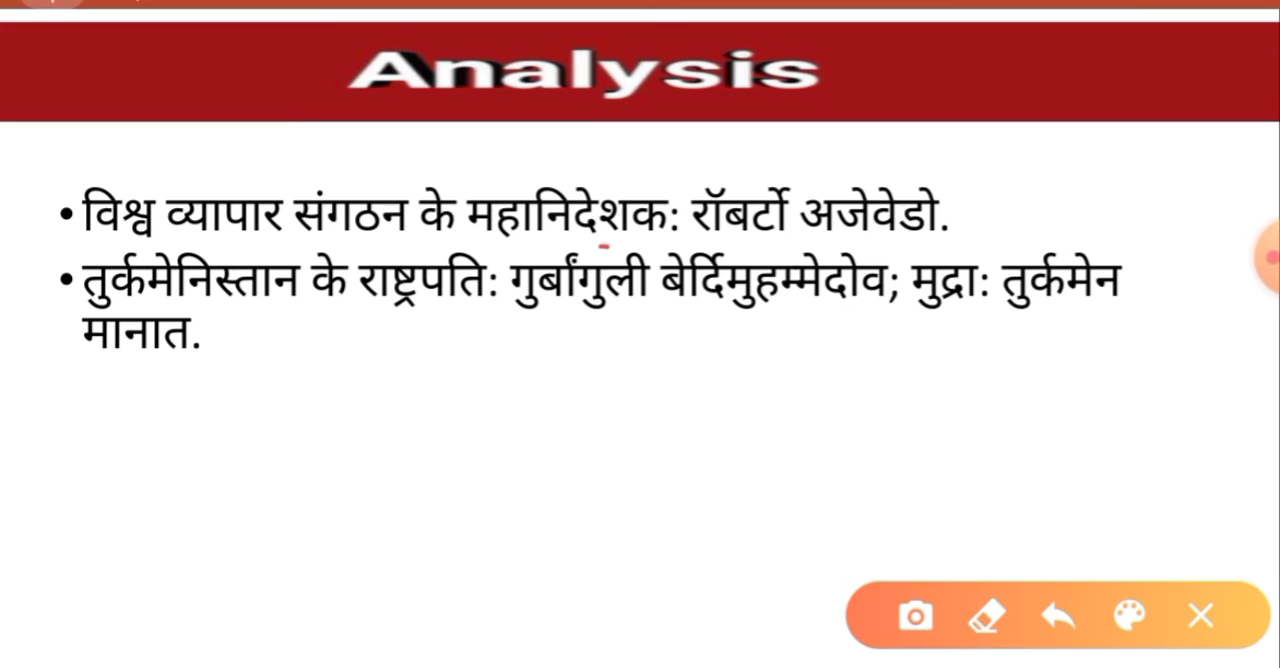 Analysis
• विश्व व्यापार संगठन के महानिदेशक: रॉबर्टो अजेवेडो.
• तुर्कमेनिस्तान के राष्ट्रपति: गुर्बांगुली बेर्दिमुहम्मेदोव; मुद्रा: तुर्कमेन
मानात.